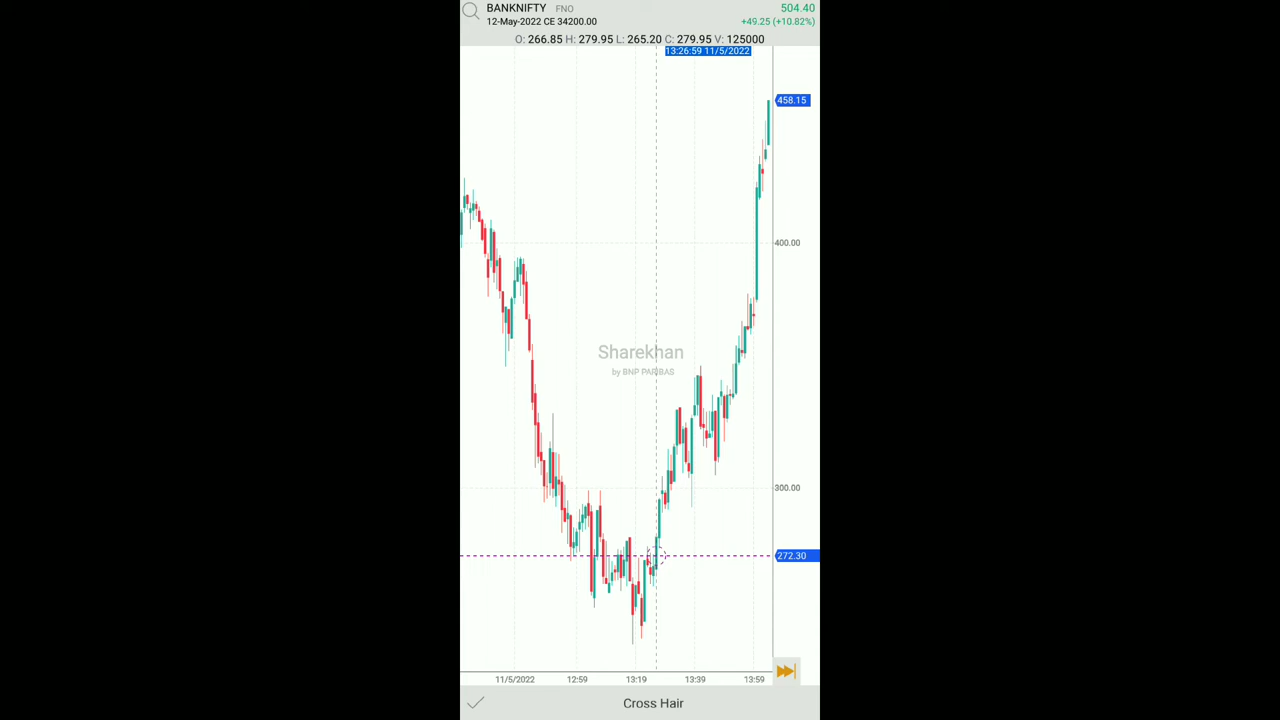 BANKNIFTY FNO 504.40
12-May-2022 CE 34200.00 +49.25 (+10.82%)
O: 266.85 H: 279.95 L: 265.20 C: 279.95 V: 125000
13:26:59 11/5/2022
458.15
400.00
Sharekhan
by BNP PARIBAS
300.00
272.30
11/5/2022 12:59 13:19 13:39 13:59
Cross Hair